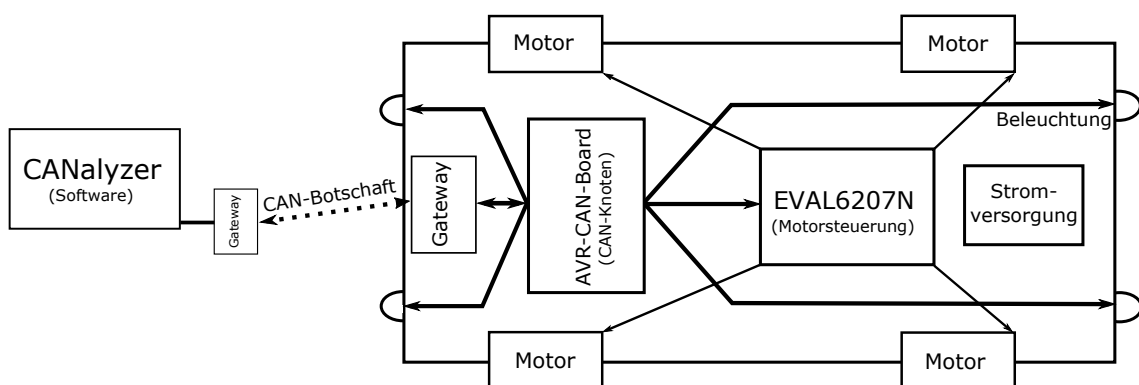 Motor
Motor
CANalyzer
(Software)
Gateway
CAN-Botschaft
Gateway
AVR-CAN-Board
(CAN-Knoten)
EVAL6207N
(Motorsteuerung)
Beleuchtung
Strom-
versorgung
Motor
Motor